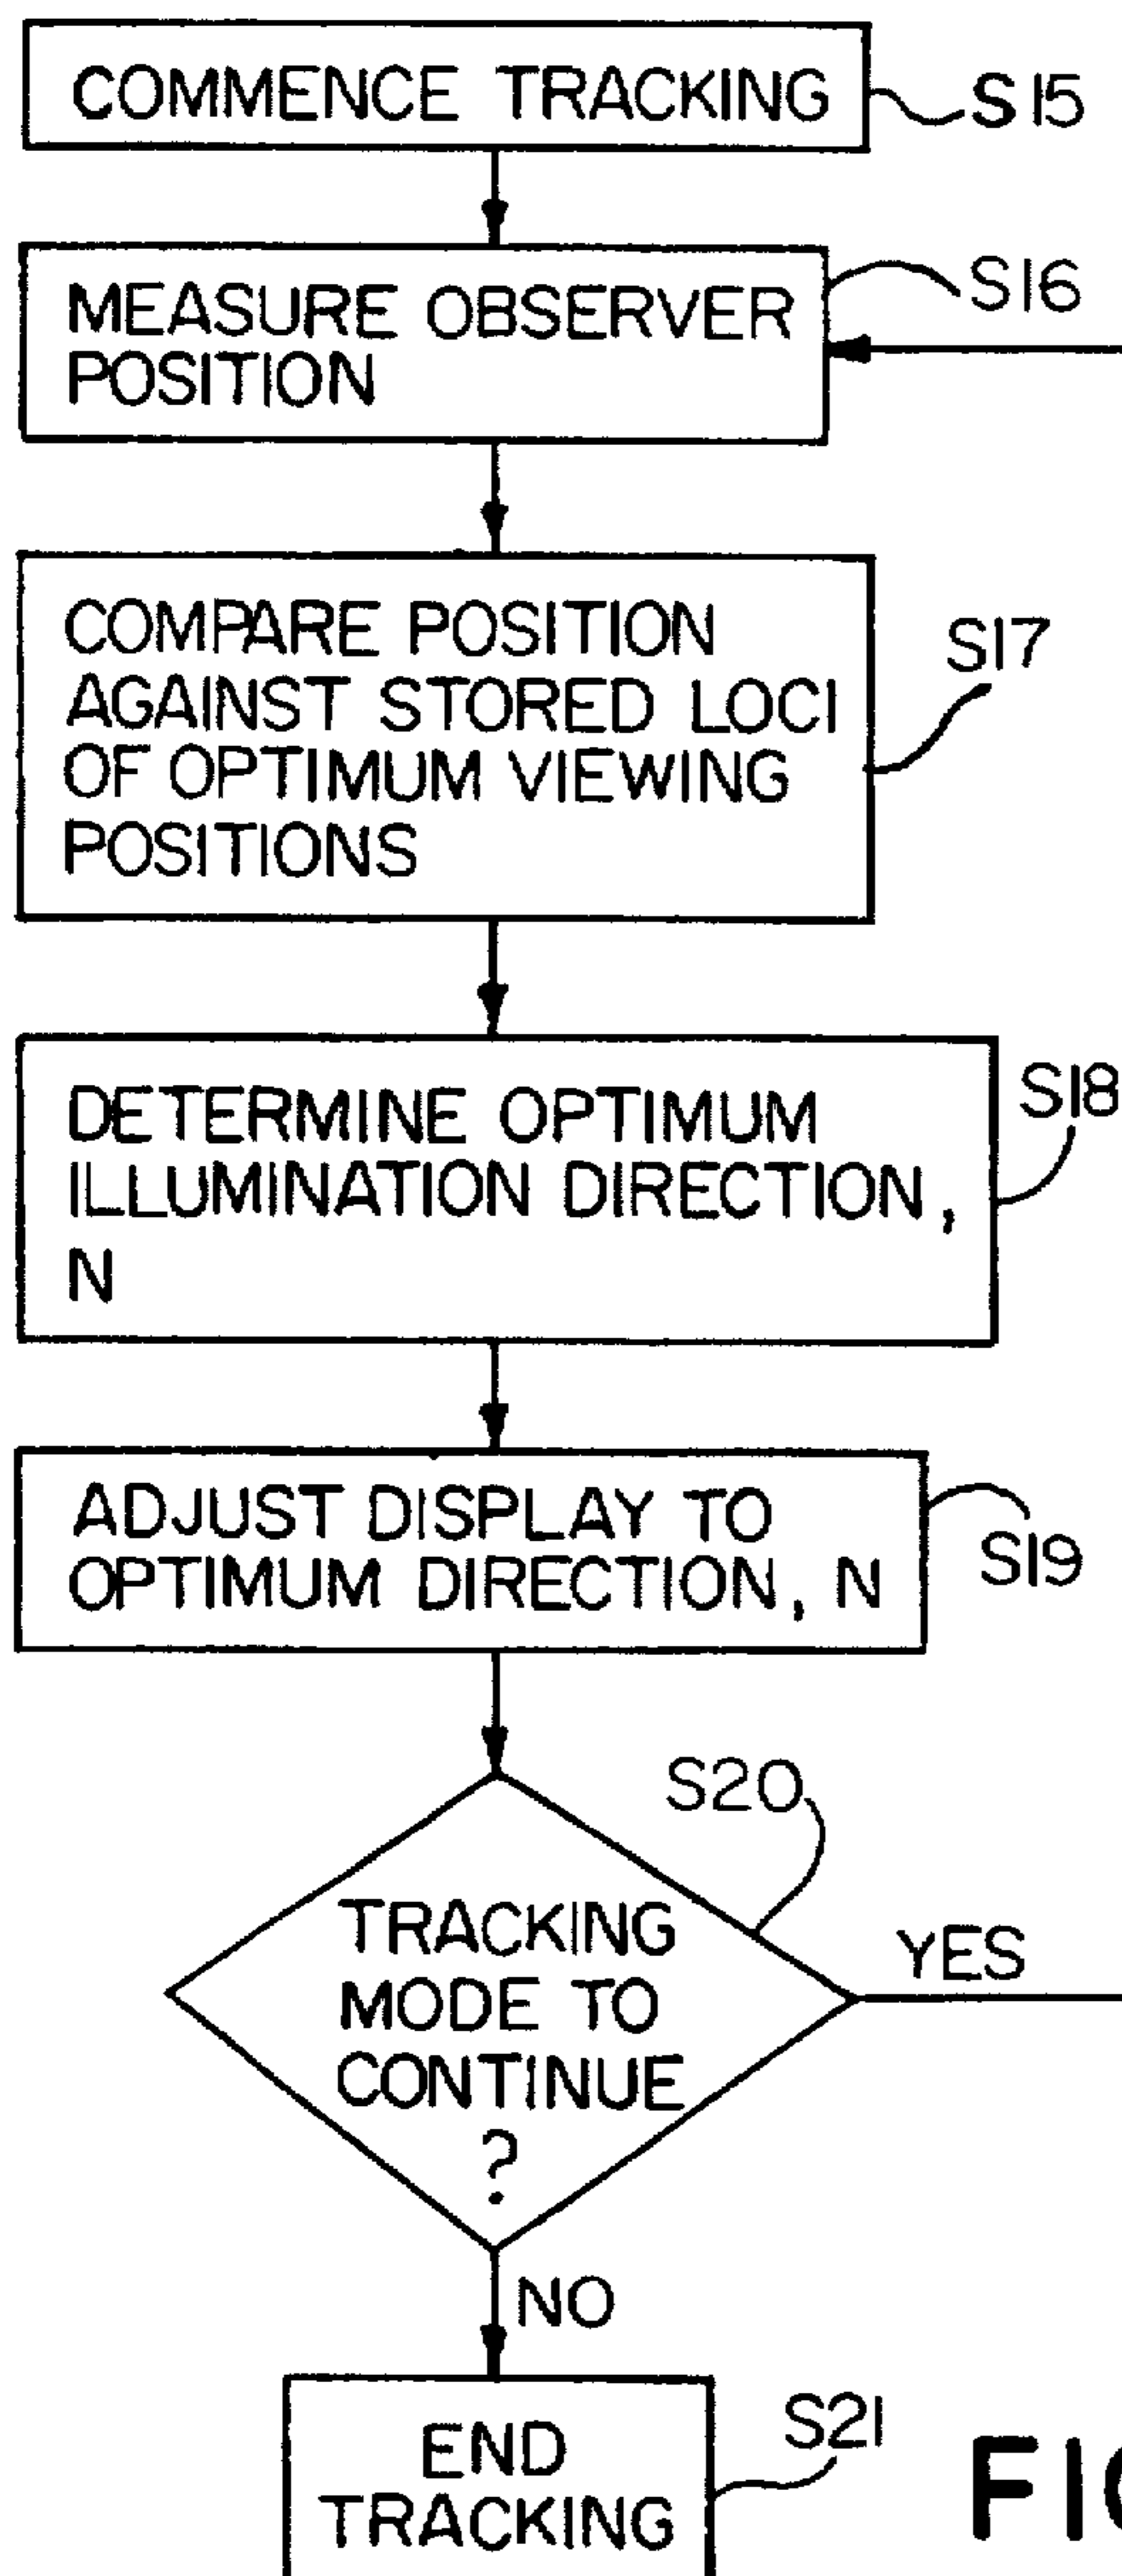 COMMENCE TRACKING
S15
MEASURE OBSERVER
POSITION
S16
COMPARE POSITION
AGAINST STORED LOCI
OF OPTIMUM VIEWING
POSITIONS
S17
DETERMINE OPTIMUM
ILLUMINATION DIRECTION,
N
S18
ADJUST DISPLAY TO
OPTIMUM DIRECTION, N
S19
TRACKING
MODE TO
CONTINUE
?
S20
YES
NO
END
TRACKING
S21